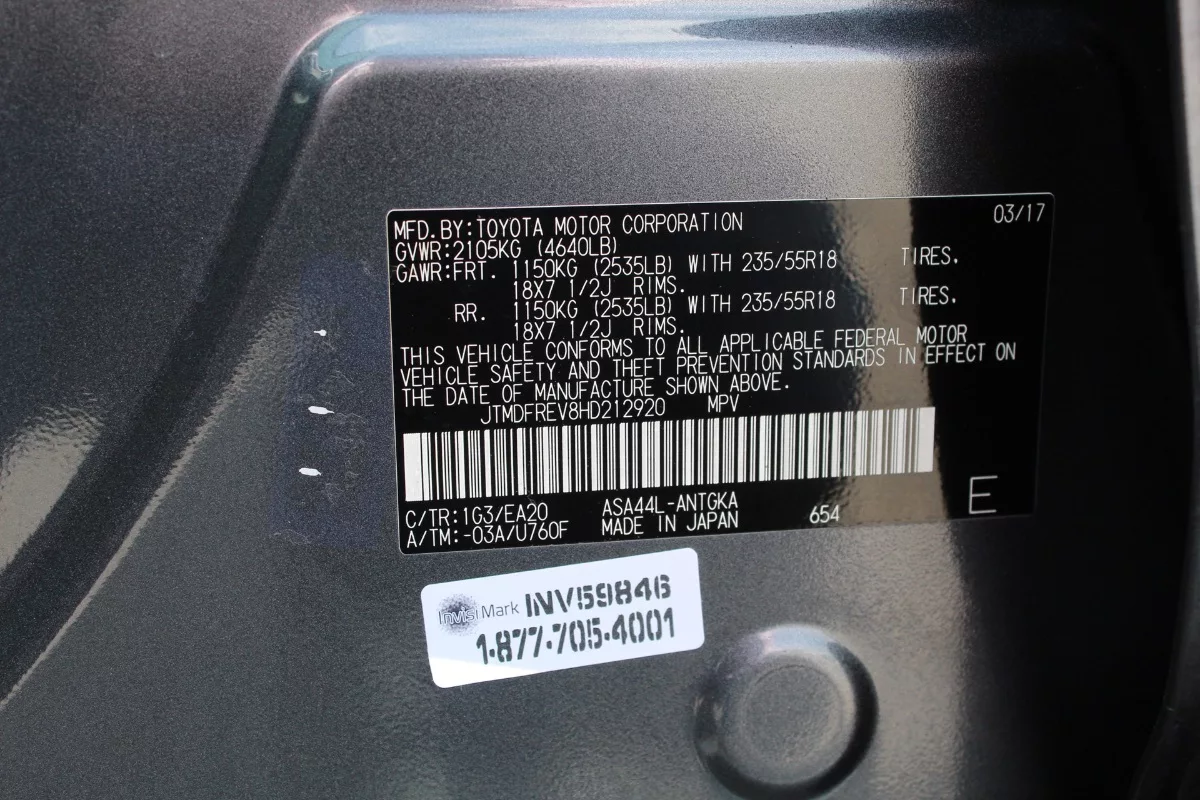 MFD.BY:TOYOTA MOTOR CORPORATION 03/17
GVWR:2105KG (4640LB)
GAWR:FRT. 1150KG (2535LB) WITH 235/55R18 TIRES.
18X7 1/2J RIMS.
RR. 1150KG (2535LB) WITH 235/55R18 TIRES.
18X7 1/2J RIMS.
THIS VEHICLE CONFORMS TO ALL APPLICABLE FEDERAL MOTOR
VEHICLE SAFETY AND THEFT PREVENTION STANDARDS IN EFFECT ON
THE DATE OF MANUFACTURE SHOWN ABOVE.
JTMDFREV8HD212920 MPV
C/TR:1G3/EA20 ASA44L-ANTGKA 654 E
A/TM:-03A/U760F MADE IN JAPAN
InvisiMark INV59846
1-877-705-4001